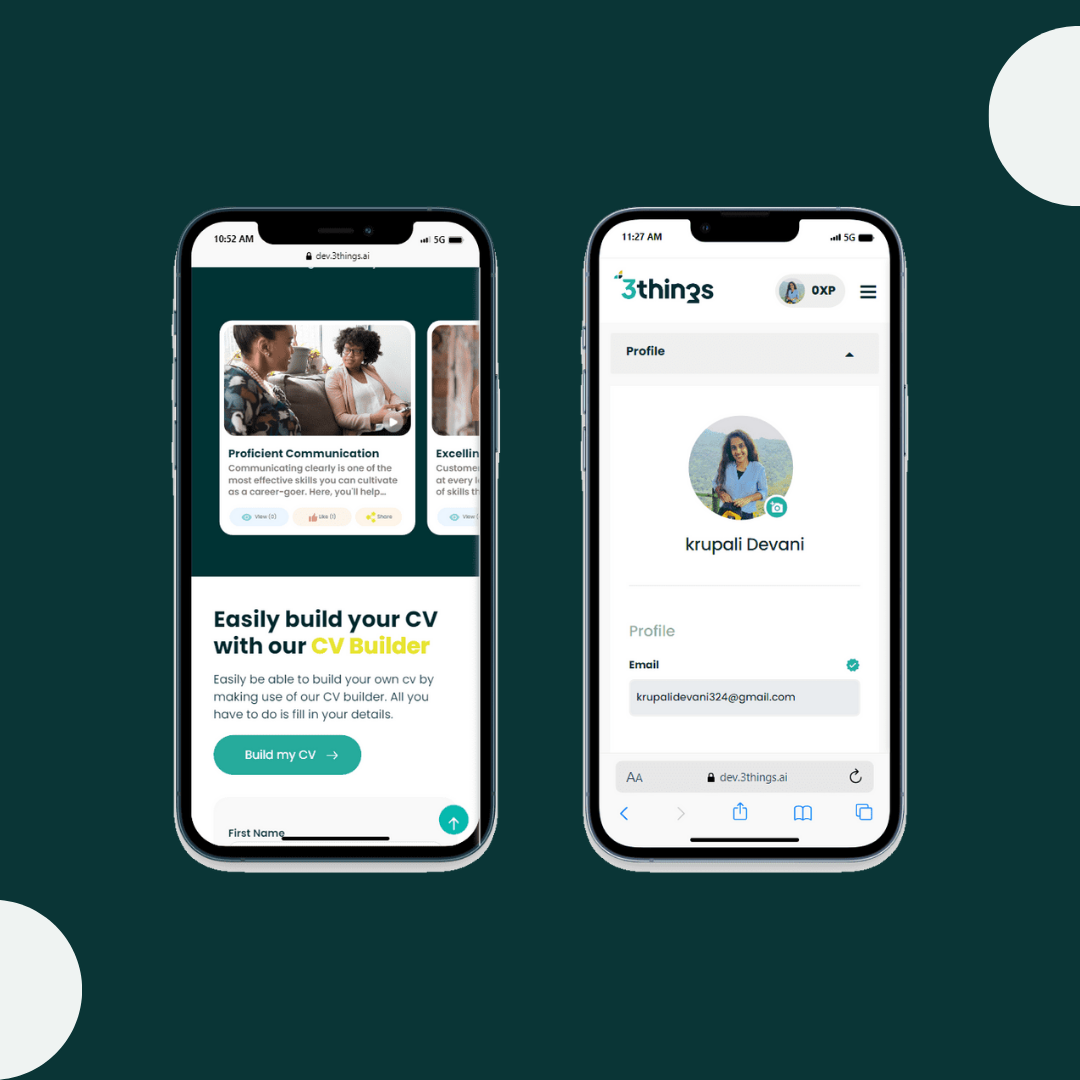 10:52 AM
5G
dev.3things.ai
Proficient Communication
Communicating clearly is one of the
most effective skills you can cultivate
as a career-goer. Here, you'll help...
View (5)
Like (1)
Share
Excellin
Custome
at every l
of skills th
View (
Easily build your CV
with our CV Builder
Easily be able to build your own cv by
making use of our CV builder. All you
have to do is fill in your details.
Build my CV
First Name
11:27 AM
5G
3things
0XP
Profile
krupali Devani
Profile
Email
krupalidevani324@gmail.com
AA
dev.3things.ai